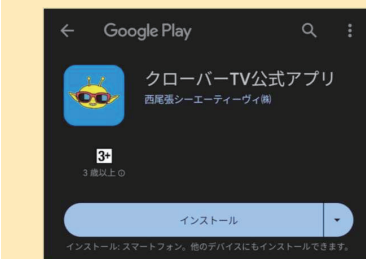 Google Play
クローバーTV公式アプリ
西尾張シーエーティーヴィ㈱
3+
3 歳以上
インストール
インストール: スマートフォン。他のデバイスにもインストールできます。